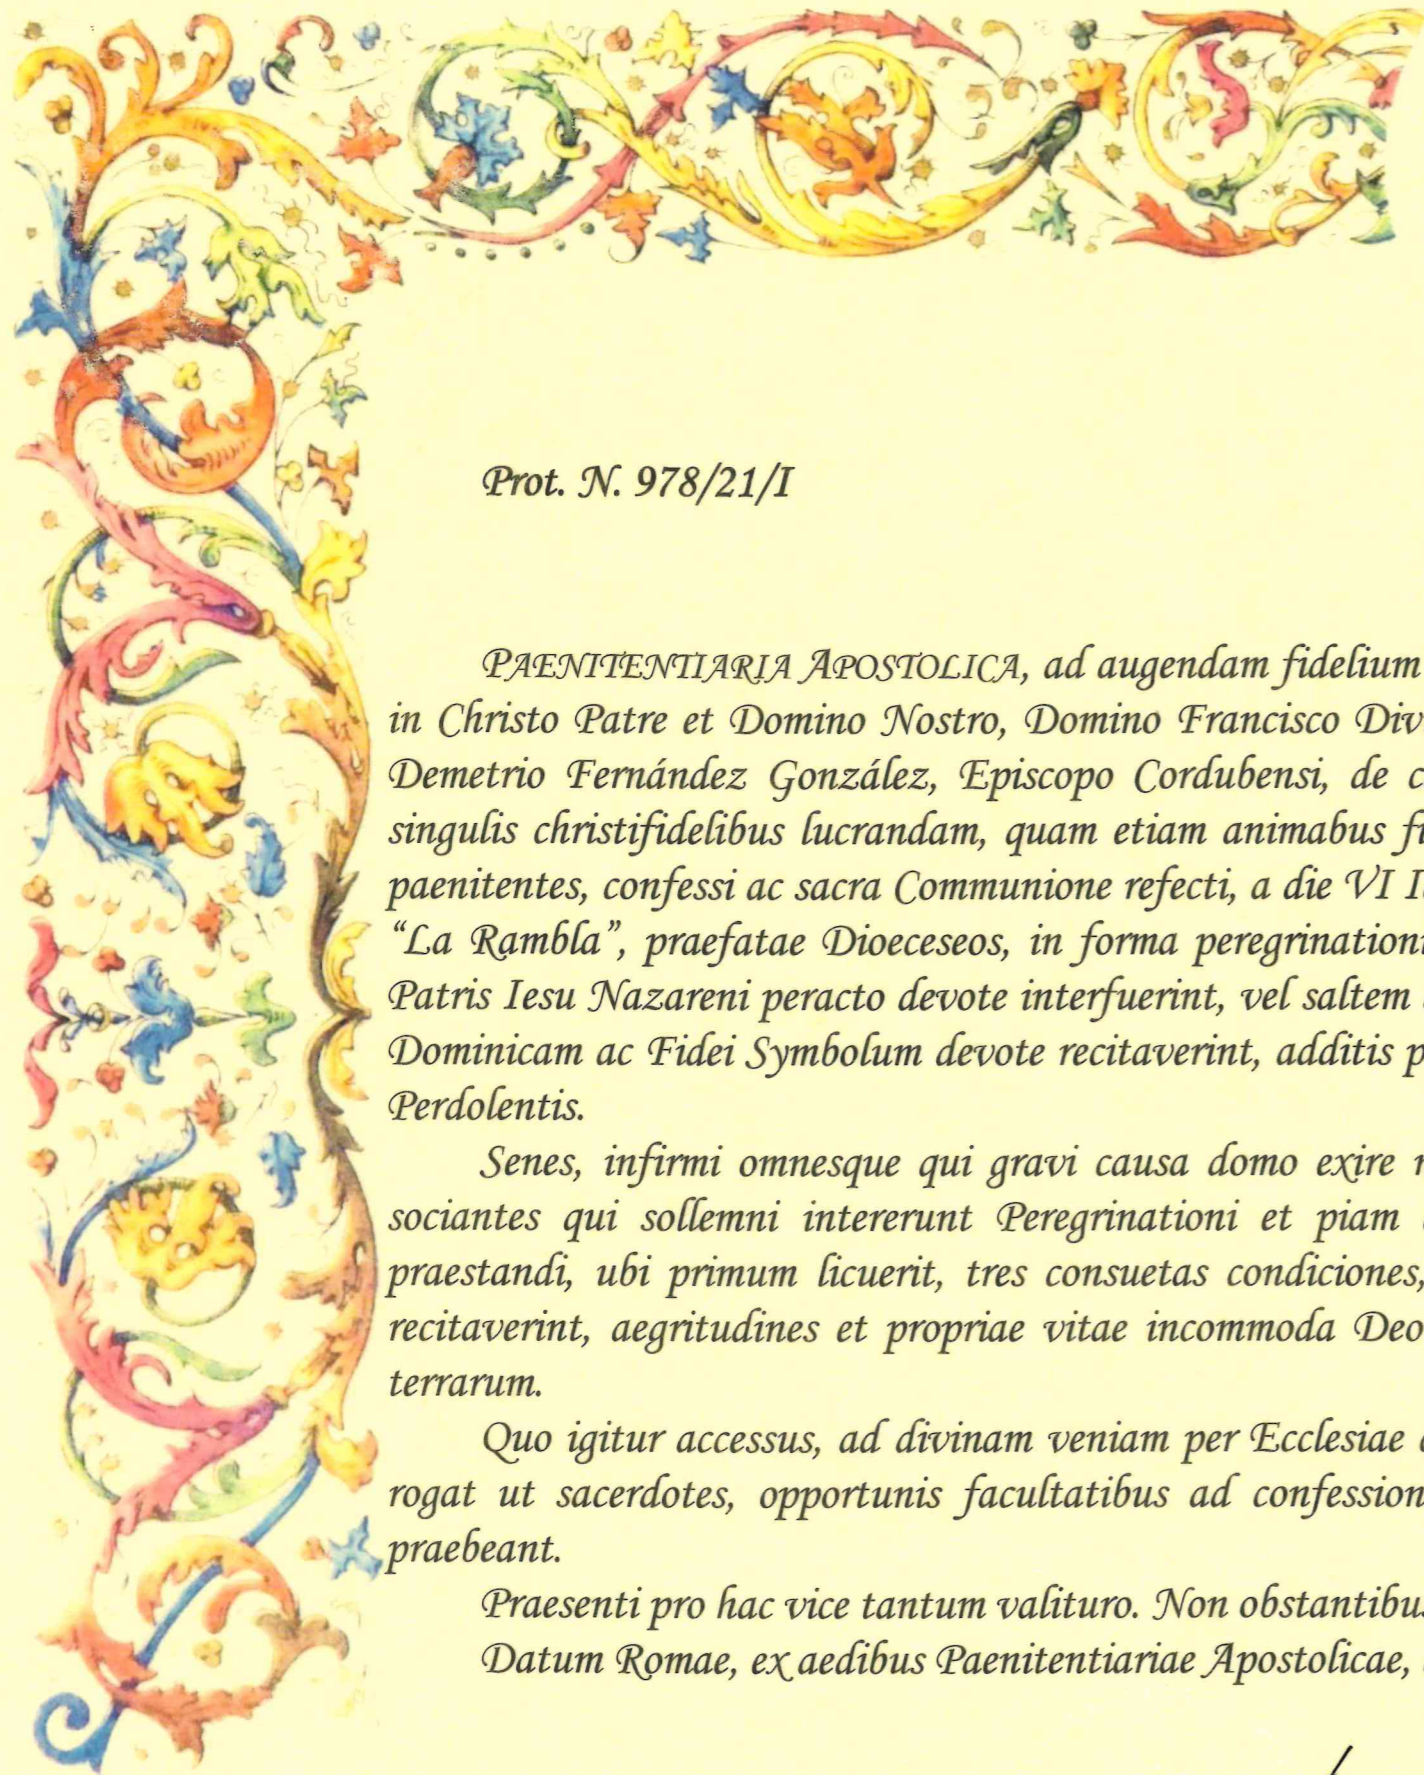 Prot. N. 978/21/I
PAENITENTIARIA APOSTOLICA, ad augendam fidelium
in Christo Patre et Domino Nostro, Domino Francisco Div
Demetrio Fernández González, Episcopo Cordubensi, de c
singulis christifidelibus lucrandam, quam etiam animabus fi
paenitentes, confessi ac sacra Communione refecti, a die VI I
“La Rambla”, praefatae Dioeceseos, in forma peregrinationi
Patris Iesu Nazareni peracto devote interfuerint, vel saltem
Dominicam ac Fidei Symbolum devote recitaverint, additis p
Perdolentis.
Senes, infirmi omnesque qui gravi causa domo exire n
sociantes qui sollemni intererunt Peregrinationi et piam
praestandi, ubi primum licuerit, tres consuetas condiciones,
recitaverint, aegritudines et propriae vitae incommoda Deo
terrarum.
Quo igitur accessus, ad divinam veniam per Ecclesiae
rogat ut sacerdotes, opportunis facultatibus ad confession
praebeant.
Praesenti pro hac vice tantum valituro. Non obstantibus
Datum Romae, ex aedibus Paenitentiariae Apostolicae,